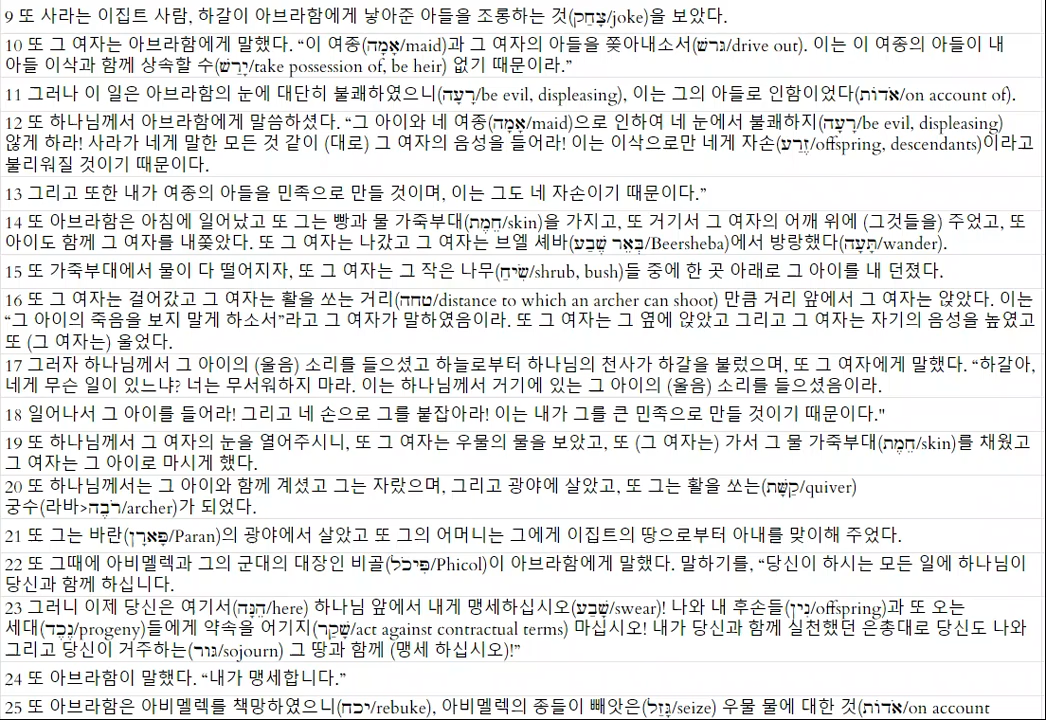 9 또 사라는 이집트 사람, 하갈이 아브라함에게 낳아준 아들을 조롱하는 것(צָחַק/joke)을 보았다.
10 또 그 여자는 아브라함에게 말했다. “이 여종(אָמָה/maid)과 그 여자의 아들을 쫓아내소서(גּרשׁ/drive out). 이는 이 여종의 아들이 내
아들 이삭과 함께 상속할 수(יָרַשׁ/take possession of, be heir) 없기 때문이라.”
11 그러나 이 일은 아브라함의 눈에 대단히 불쾌하였으니(רָעָה/be evil, displeasing), 이는 그의 아들로 인함이었다(אֹדוֹת/on account of).
12 또 하나님께서 아브라함에게 말씀하셨다. “그 아이와 네 여종(אָמָה/maid)으로 인하여 네 눈에서 불쾌하지(רָעָה/be evil, displeasing)
않게 하라! 사라가 네게 말한 모든 것 같이 (대로) 그 여자의 음성을 들어라! 이는 이삭으로만 네게 자손(זֶרַע/offspring, descendants)이라고
불리워질 것이기 때문이다.
13 그리고 또한 내가 여종의 아들을 민족으로 만들 것이며, 이는 그도 네 자손이기 때문이다.”
14 또 아브라함은 아침에 일어났고 또 그는 빵과 물 가죽부대(חֵמֶת/skin)을 가지고, 또 거기서 그 여자의 어깨 위에 (그것들을) 주었고, 또
아이도 함께 그 여자를 내쫓았다. 또 그 여자는 나갔고 그 여자는 브엘 셰바(בְּאֵר שֶׁבַע/Beersheba)에서 방랑했다(תָּעָה/wander).
15 또 가죽부대에서 물이 다 떨어지자, 또 그 여자는 그 작은 나무(שִׂיחַ/shrub, bush)들 중에 한 곳 아래로 그 아이를 내 던졌다.
16 또 그 여자는 걸어갔고 그 여자는 활을 쏘는 거리(טחה/distance to which an archer can shoot) 만큼 거리 앞에서 그 여자는 앉았다. 이는
“그 아이의 죽음을 보지 말게 하소서”라고 그 여자가 말하였음이라. 또 그 여자는 그 옆에 앉았고 그리고 그 여자는 자기의 음성을 높였고
또 (그 여자는) 울었다.
17 그러자 하나님께서 그 아이의 (울음) 소리를 들으셨고 하늘로부터 하나님의 천사가 하갈을 불렀으며, 또 그 여자에게 말했다. “하갈아,
네게 무슨 일이 있느냐? 너는 무서워하지 마라. 이는 하나님께서 거기에 있는 그 아이의 (울음) 소리를 들으셨음이라.
18 일어나서 그 아이를 들어라! 그리고 네 손으로 그를 붙잡아라! 이는 내가 그를 큰 민족으로 만들 것이기 때문이다."
19 또 하나님께서 그 여자의 눈을 열어주시니, 또 그 여자는 우물의 물을 보았고, 또 (그 여자는) 가서 그 물 가죽부대(חֵמֶת/skin)를 채웠고
그 여자는 그 아이로 마시게 했다.
20 또 하나님께서는 그 아이와 함께 계셨고 그는 자랐으며, 그리고 광야에 살았고, 또 그는 활을 쏘는(קַשָּׁת/quiver)
궁수(라바>רֹבֶה/archer)가 되었다.
21 또 그는 바란(פָּארָן/Paran)의 광야에서 살았고 또 그의 어머니는 그에게 이집트의 땅으로부터 아내를 맞이해 주었다.
22 또 그때에 아비멜렉과 그의 군대의 대장인 비골(פִּיכֹל/Phicol)이 아브라함에게 말했다. 말하기를, “당신이 하시는 모든 일에 하나님이
당신과 함께 하십니다.
23 그러니 이제 당신은 여기서(הֵנָּה/here) 하나님 앞에서 내게 맹세하십시오(שָׁבַע/swear)! 나와 내 후손들(נִין/offspring)과 또 오는
세대(נֶכֶד/progeny)들에게 약속을 어기지(שָׁקַר/act against contractual terms) 마십시오! 내가 당신과 함께 실천했던 은총대로 당신도 나와
그리고 당신이 거주하는(גּוּר/sojourn) 그 땅과 함께 (맹세 하십시오)!”
24 또 아브라함이 말했다. “내가 맹세합니다.”
25 또 아브라함은 아비멜렉를 책망하였으니(יכח/rebuke), 아비멜렉의 종들이 빼앗은(גָּזַל/seize) 우물 물에 대한 것(אֹדוֹת/on account